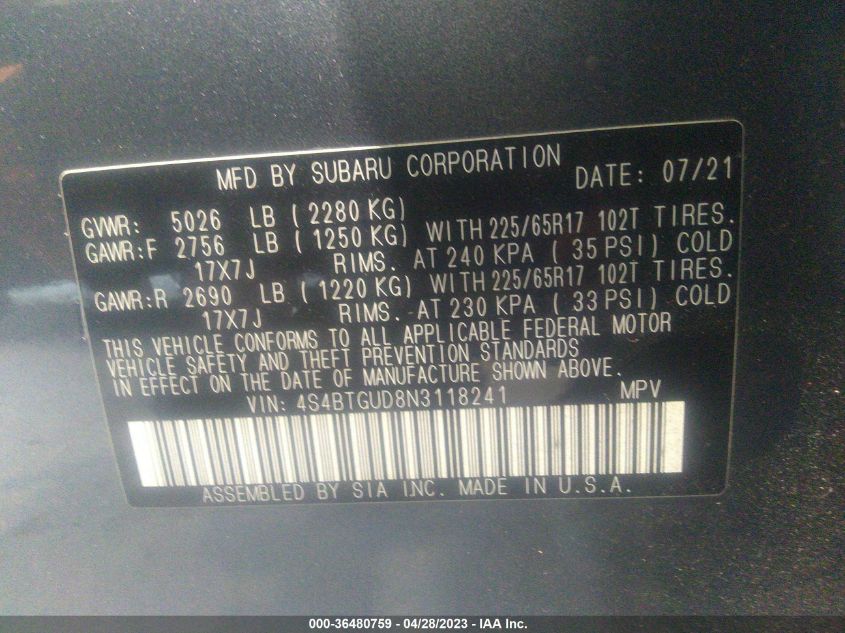 MFD BY SUBARU CORPORATION DATE: 07/21
GVWR: 5026 LB ( 2280 KG)
GAWR:F 2756 LB ( 1250 KG) WITH 225/65R17 102T TIRES.
17X7J RIMS. AT 240 KPA ( 35 PSI) COLD
GAWR:R 2690 LB ( 1220 KG) WITH 225/65R17 102T TIRES.
17X7J RIMS. AT 230 KPA ( 33 PSI) COLD
THIS VEHICLE CONFORMS TO ALL APPLICABLE FEDERAL MOTOR
VEHICLE SAFETY AND THEFT PREVENTION STANDARDS
IN EFFECT ON THE DATE OF MANUFACTURE SHOWN ABOVE.
VIN: 4S4BTGUD8N3118241 MPV
ASSEMBLED BY SIA INC. MADE IN U.S.A.
000-36480759 - 04/28/2023 - IAA Inc.